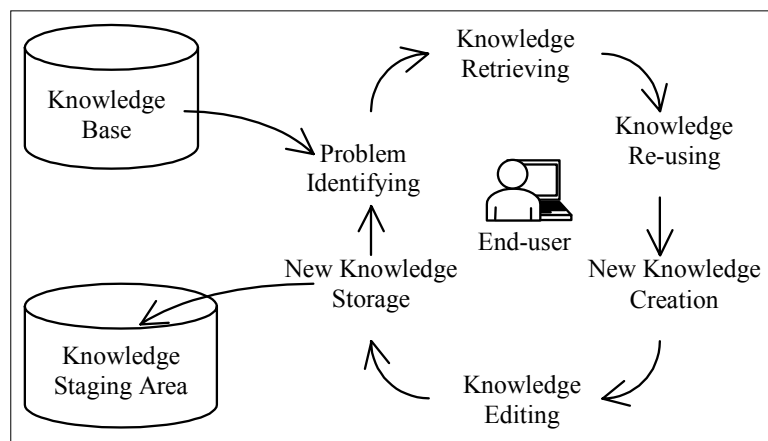 Knowledge
Base
Knowledge
Retrieving
Knowledge
Re-using
Problem
Identifying
End-user
New Knowledge
Storage
New Knowledge
Creation
Knowledge
Staging Area
Knowledge
Editing